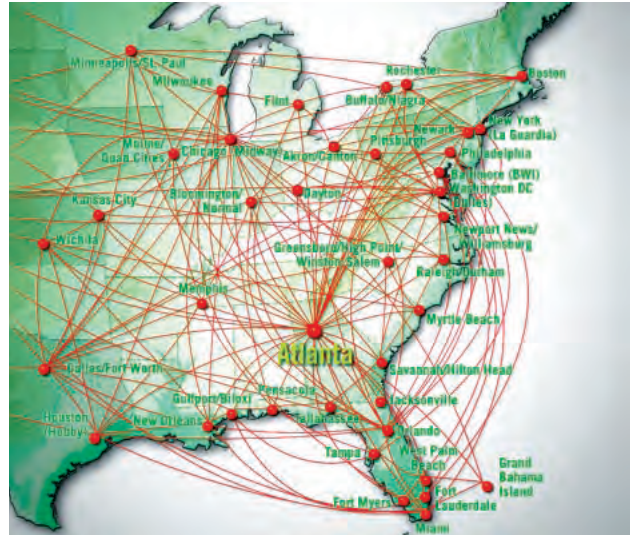 Minneapolis/St. Paul
Milwaukee
Flint
Rochester
Boston
Buffalo/Niagra
Moline/
Quad Cities
Chicago (Midway)
Akron/Canton
Pittsburgh
Newark
New York
(La Guardia)
Philadelphia
Baltimore (BWI)
Washington DC
(Dulles)
Kansas City
Bloomington/
Normal
Dayton
Newport News/
Williamsburg
Wichita
Greensboro/High Point/
Winston-Salem
Raleigh/Durham
Memphis
Myrtle Beach
Atlanta
Dallas/Fort Worth
Savannah/Hilton Head
Gulfport/Biloxi
Pensacola
Jacksonville
Houston
(Hobby)
New Orleans
Tallahassee
Orlando
Tampa
West Palm
Beach
Grand
Bahama
Island
Fort Myers
Fort
Lauderdale
Miami